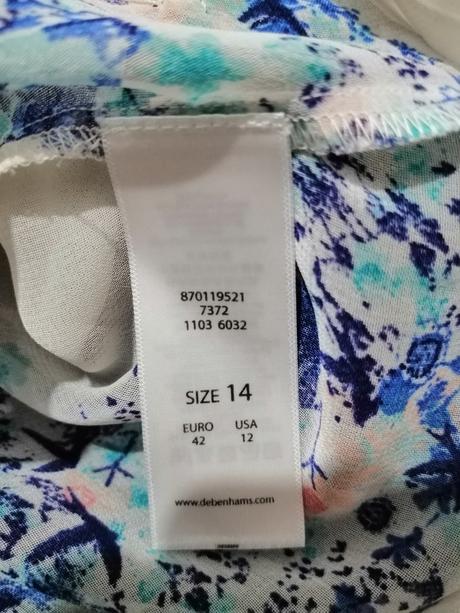 870119521
7372
1103 6032
SIZE 14
EURO USA
42 12
www.debenhams.com